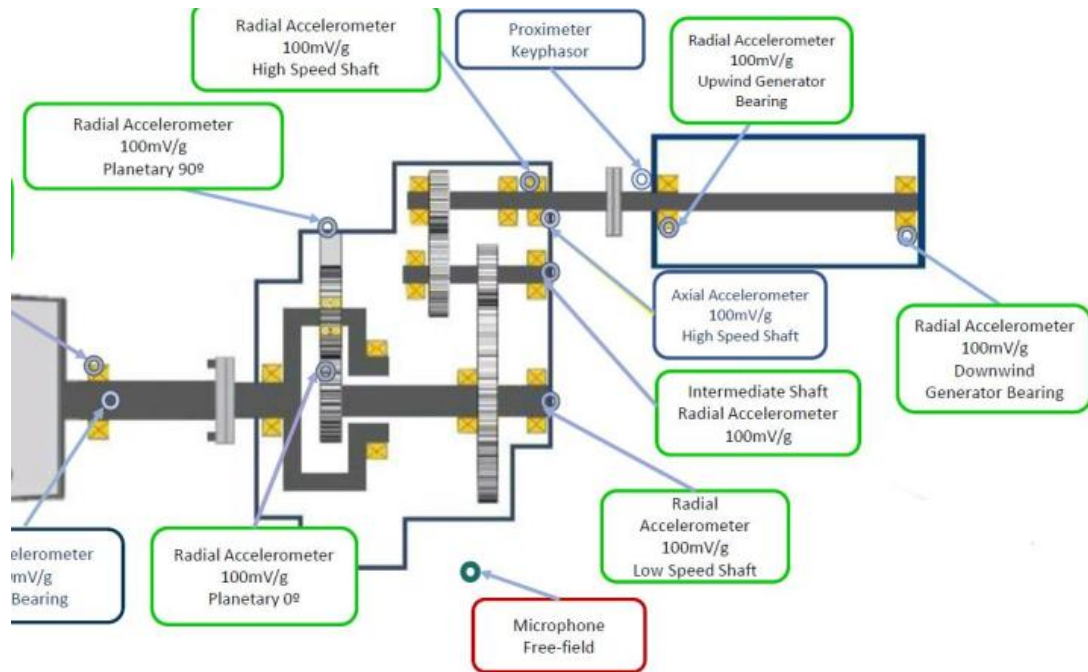 Radial Accelerometer
100mV/g
High Speed Shaft
Proximeter
Keyphasor
Radial Accelerometer
100mV/g
Upwind Generator
Bearing
Radial Accelerometer
100mV/g
Planetary 90º
Axial Accelerometer
100mV/g
High Speed Shaft
Radial Accelerometer
100mV/g
Downwind
Generator Bearing
Intermediate Shaft
Radial Accelerometer
100mV/g
Radial
Accelerometer
100mV/g
Low Speed Shaft
Radial Accelerometer
100mV/g
Planetary 0º
Bearing
Microphone
Free-field